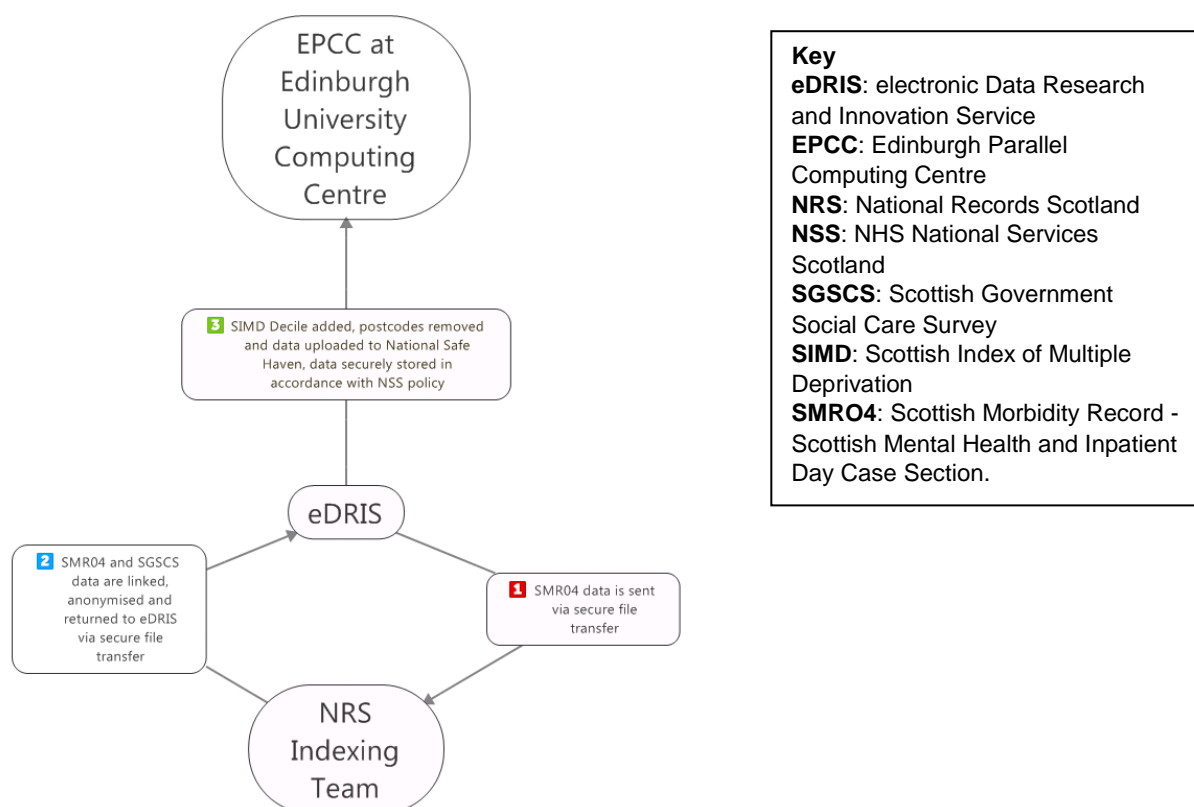 EPCC at
Edinburgh
University
Computing
Centre
3 SIMD Decile added, postcodes removed
and data uploaded to National Safe
Haven, data securely stored in
accordance with NSS policy
eDRIS
2 SMR04 and SGSCS
data are linked,
anonymised and
returned to eDRIS
via secure file
transfer
1 SMR04 data is sent
via secure file
transfer
NRS
Indexing
Team
Key
eDRIS: electronic Data Research
and Innovation Service
EPCC: Edinburgh Parallel
Computing Centre
NRS: National Records Scotland
NSS: NHS National Services
Scotland
SGSCS: Scottish Government
Social Care Survey
SIMD: Scottish Index of Multiple
Deprivation
SMRO4: Scottish Morbidity Record -
Scottish Mental Health and Inpatient
Day Case Section.